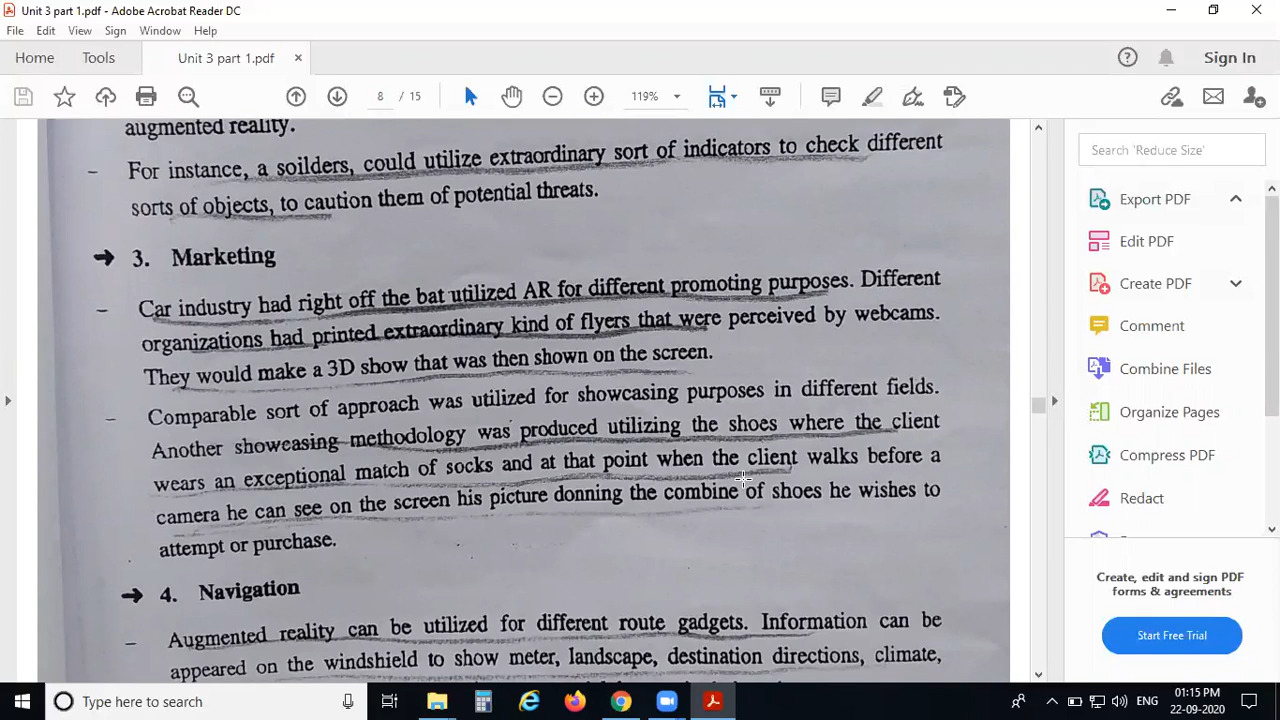 Unit 3 part 1.pdf - Adobe Acrobat Reader DC
File Edit View Sign Window Help
Home Tools Unit 3 part 1.pdf × Sign In
8 / 15 119%
augmented reality.
– For instance, a soilders, could utilize extraordinary sort of indicators to check different
sorts of objects, to caution them of potential threats.
→ 3. Marketing
– Car industry had right off the bat utilized AR for different promoting purposes. Different
organizations had printed extraordinary kind of flyers that were perceived by webcams.
They would make a 3D show that was then shown on the screen.
– Comparable sort of approach was utilized for showcasing purposes in different fields.
Another showcasing methodology was produced utilizing the shoes where the client
wears an exceptional match of socks and at that point when the client walks before a
camera he can see on the screen his picture donning the combine of shoes he wishes to
attempt or purchase.
→ 4. Navigation
– Augmented reality can be utilized for different route gadgets. Information can be
appeared on the windshield to show meter, landscape, destination directions, climate,
Search 'Reduce Size'
Export PDF
Edit PDF
Create PDF
Comment
Combine Files
Organize Pages
Compress PDF
Redact
Create, edit and sign PDF
forms & agreements
Start Free Trial
Type here to search
ENG
01:15 PM
22-09-2020